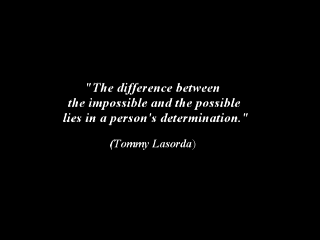 "The difference between
the impossible and the possible
lies in a person's determination."
(Tommy Lasorda)